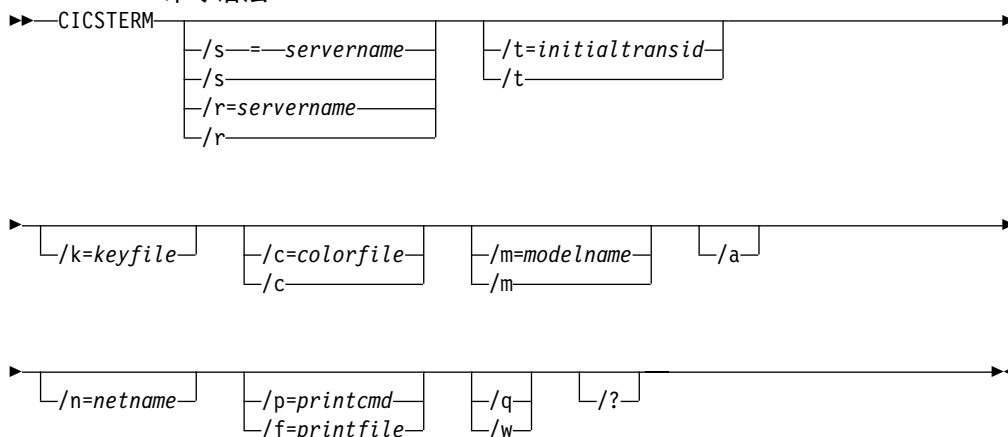 CICSTERM
/s = servername
/s
/r=servername
/r
/t=initialtransid
/t
/k=keyfile
/c=colorfile
/c
/m=modelname
/m
/a
/n=netname
/p=printcmd
/f=printfile
/q
/w
/?